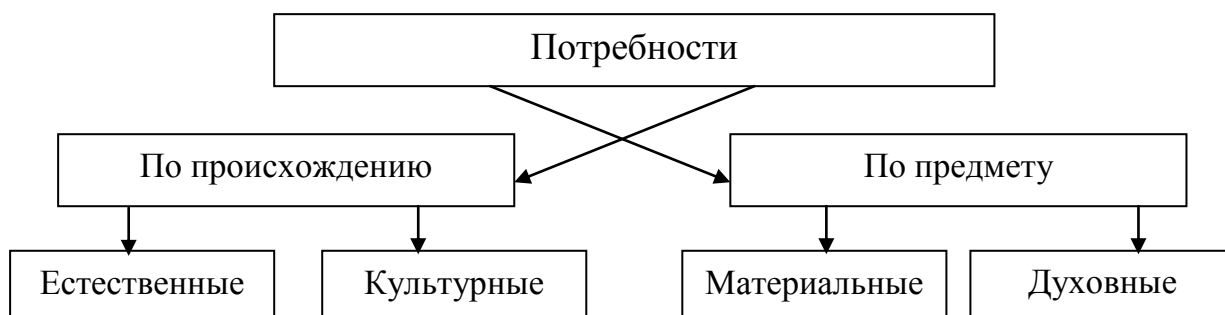 Потребности
По происхождению
По предмету
Естественные
Культурные
Материальные
Духовные